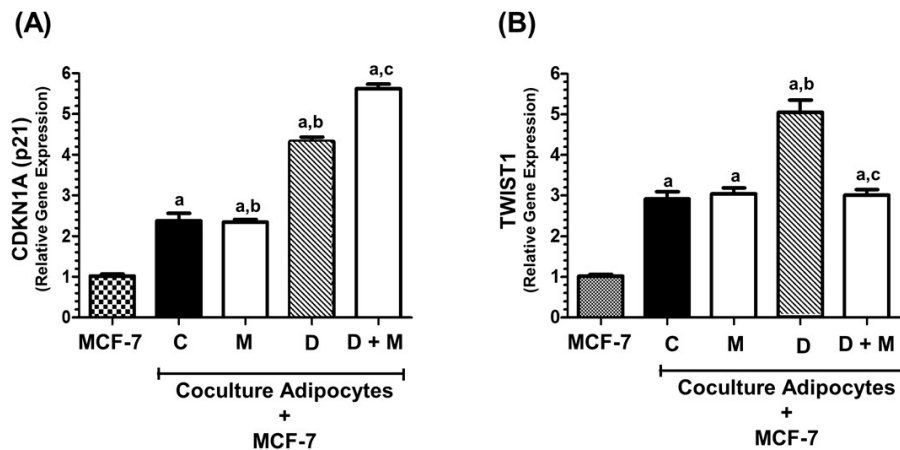 (A)
CDKN1A (p21)
(Relative Gene Expression)
6
5
4
3
2
1
0
a
a,b
a,b
a,c
MCF-7
C
M
D
D + M
Coculture Adipocytes
+
MCF-7
(B)
TWIST1
(Relative Gene Expression)
6
5
4
3
2
1
0
a
a
a,b
a,c
MCF-7
C
M
D
D + M
Coculture Adipocytes
+
MCF-7